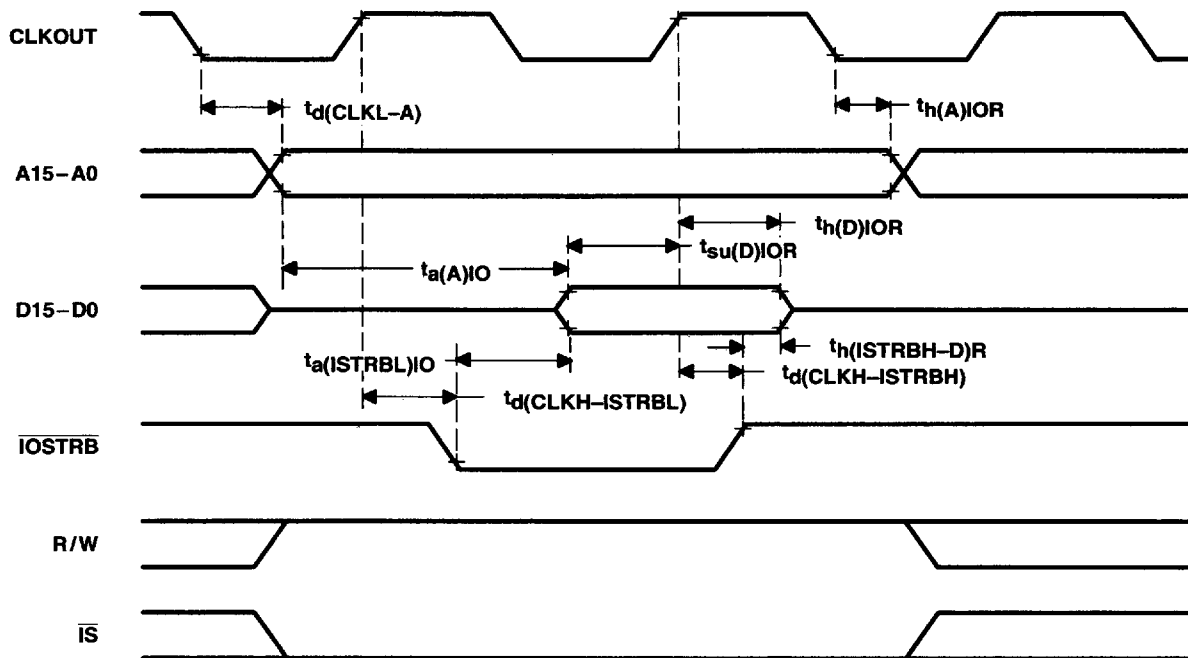 CLKOUT
td(CLKL–A)
th(A)IOR
A15–A0
th(D)IOR
tsu(D)IOR
ta(A)IO
D15–D0
ta(ISTRBL)IO
th(ISTRBH–D)R
td(CLKH–ISTRBH)
td(CLKH–ISTRBL)
IOSTRB
R/W
IS